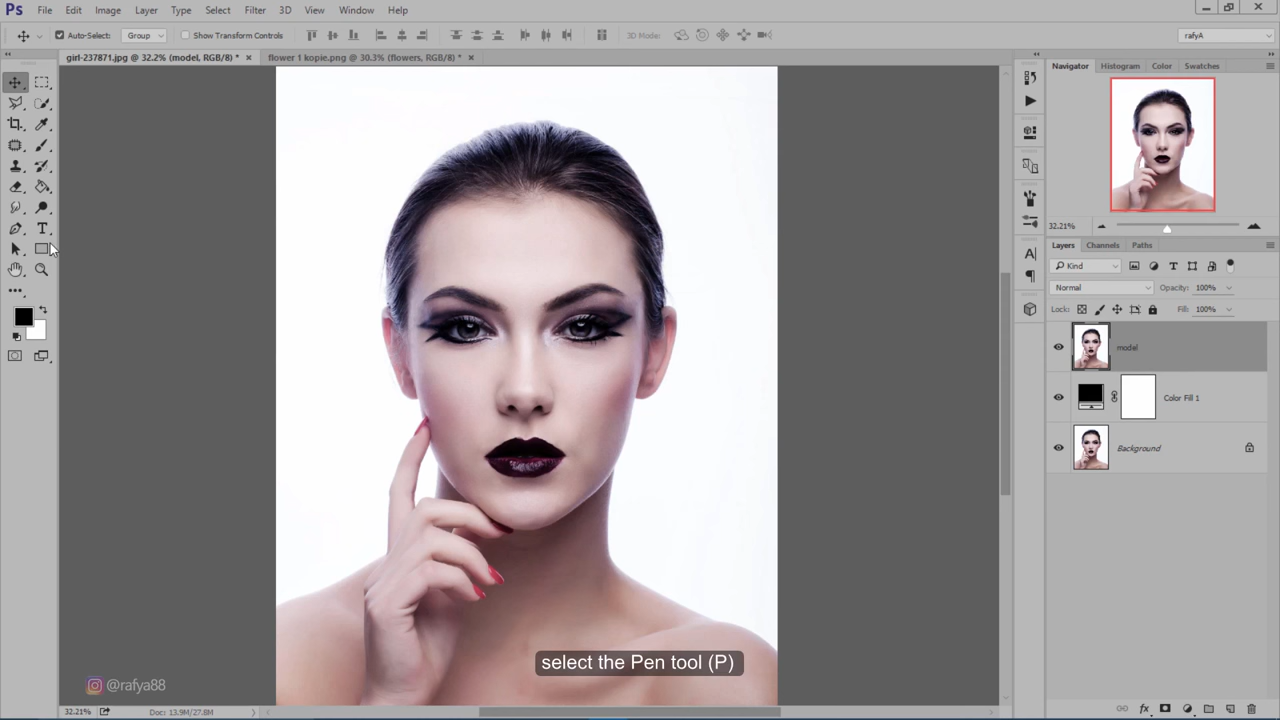 Ps File Edit Image Layer Type Select Filter 3D View Window Help
Auto-Select: Group Show Transform Controls 3D Mode: rafyA
girl-237871.jpg @ 32.2% (model, RGB/8) * × flower 1 kopie.png @ 30.3% (flowers, RGB/8) * ×
Navigator Histogram Color Swatches
32.21%
Layers Channels Paths
Kind
Normal Opacity: 100%
Lock: Fill: 100%
model
Color Fill 1
Background
select the Pen tool (P)
@rafya88
32.21% Doc: 13.9M/27.8M